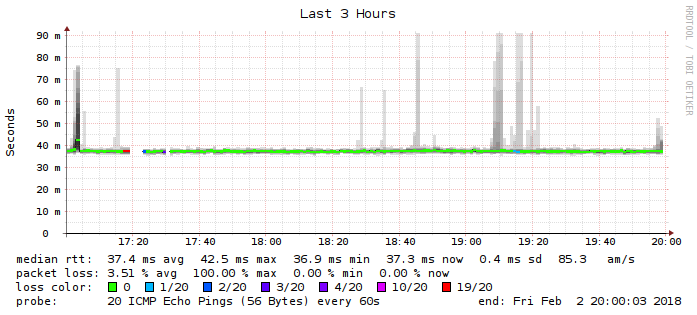 Last 3 Hours
RRDTOOL / TOBI OETIKER
Seconds
90 m
80 m
70 m
60 m
50 m
40 m
30 m
20 m
10 m
0
17:20 17:40 18:00 18:20 18:40 19:00 19:20 19:40 20:00
median rtt: 37.4 ms avg 42.5 ms max 36.9 ms min 37.3 ms now 0.4 ms sd 85.3 am/s
packet loss: 3.51 % avg 100.00 % max 0.00 % min 0.00 % now
loss color: 0 1/20 2/20 3/20 4/20 10/20 19/20
probe: 20 ICMP Echo Pings (56 Bytes) every 60s end: Fri Feb 2 20:00:03 2018